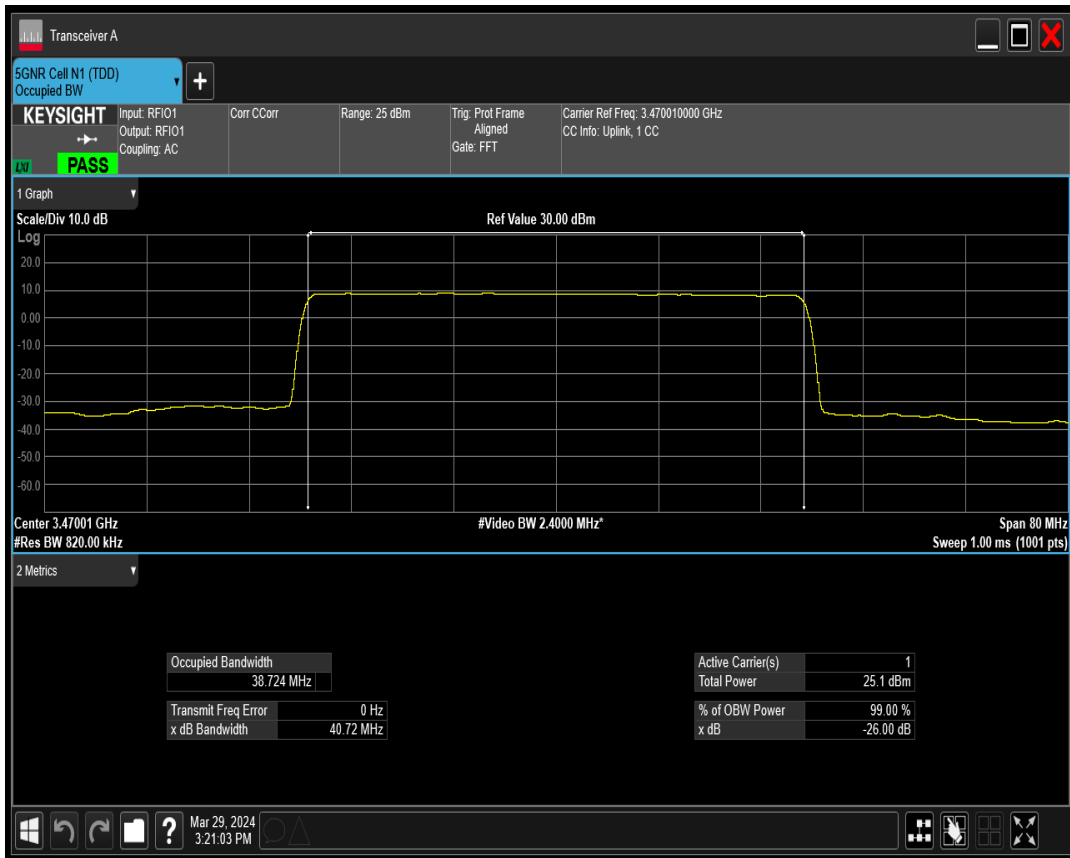 Transceiver A
5GNR Cell N1 (TDD)
Occupied BW
+
KEYSIGHT
LXI
PASS
Input: RFIO1
Output: RFIO1
Coupling: AC
Corr CCorr
Range: 25 dBm
Trig: Prot Frame
Aligned
Gate: FFT
Carrier Ref Freq: 3.470010000 GHz
CC Info: Uplink, 1 CC
1 Graph
Scale/Div 10.0 dB
Ref Value 30.00 dBm
Log
20.0
10.0
0.00
-10.0
-20.0
-30.0
-40.0
-50.0
-60.0
Center 3.47001 GHz
#Video BW 2.4000 MHz*
Span 80 MHz
#Res BW 820.00 kHz
Sweep 1.00 ms (1001 pts)
2 Metrics
Occupied Bandwidth
38.724 MHz
Transmit Freq Error 0 Hz
x dB Bandwidth 40.72 MHz
Active Carrier(s) 1
Total Power 25.1 dBm
% of OBW Power 99.00 %
x dB -26.00 dB
?
Mar 29, 2024
3:21:03 PM